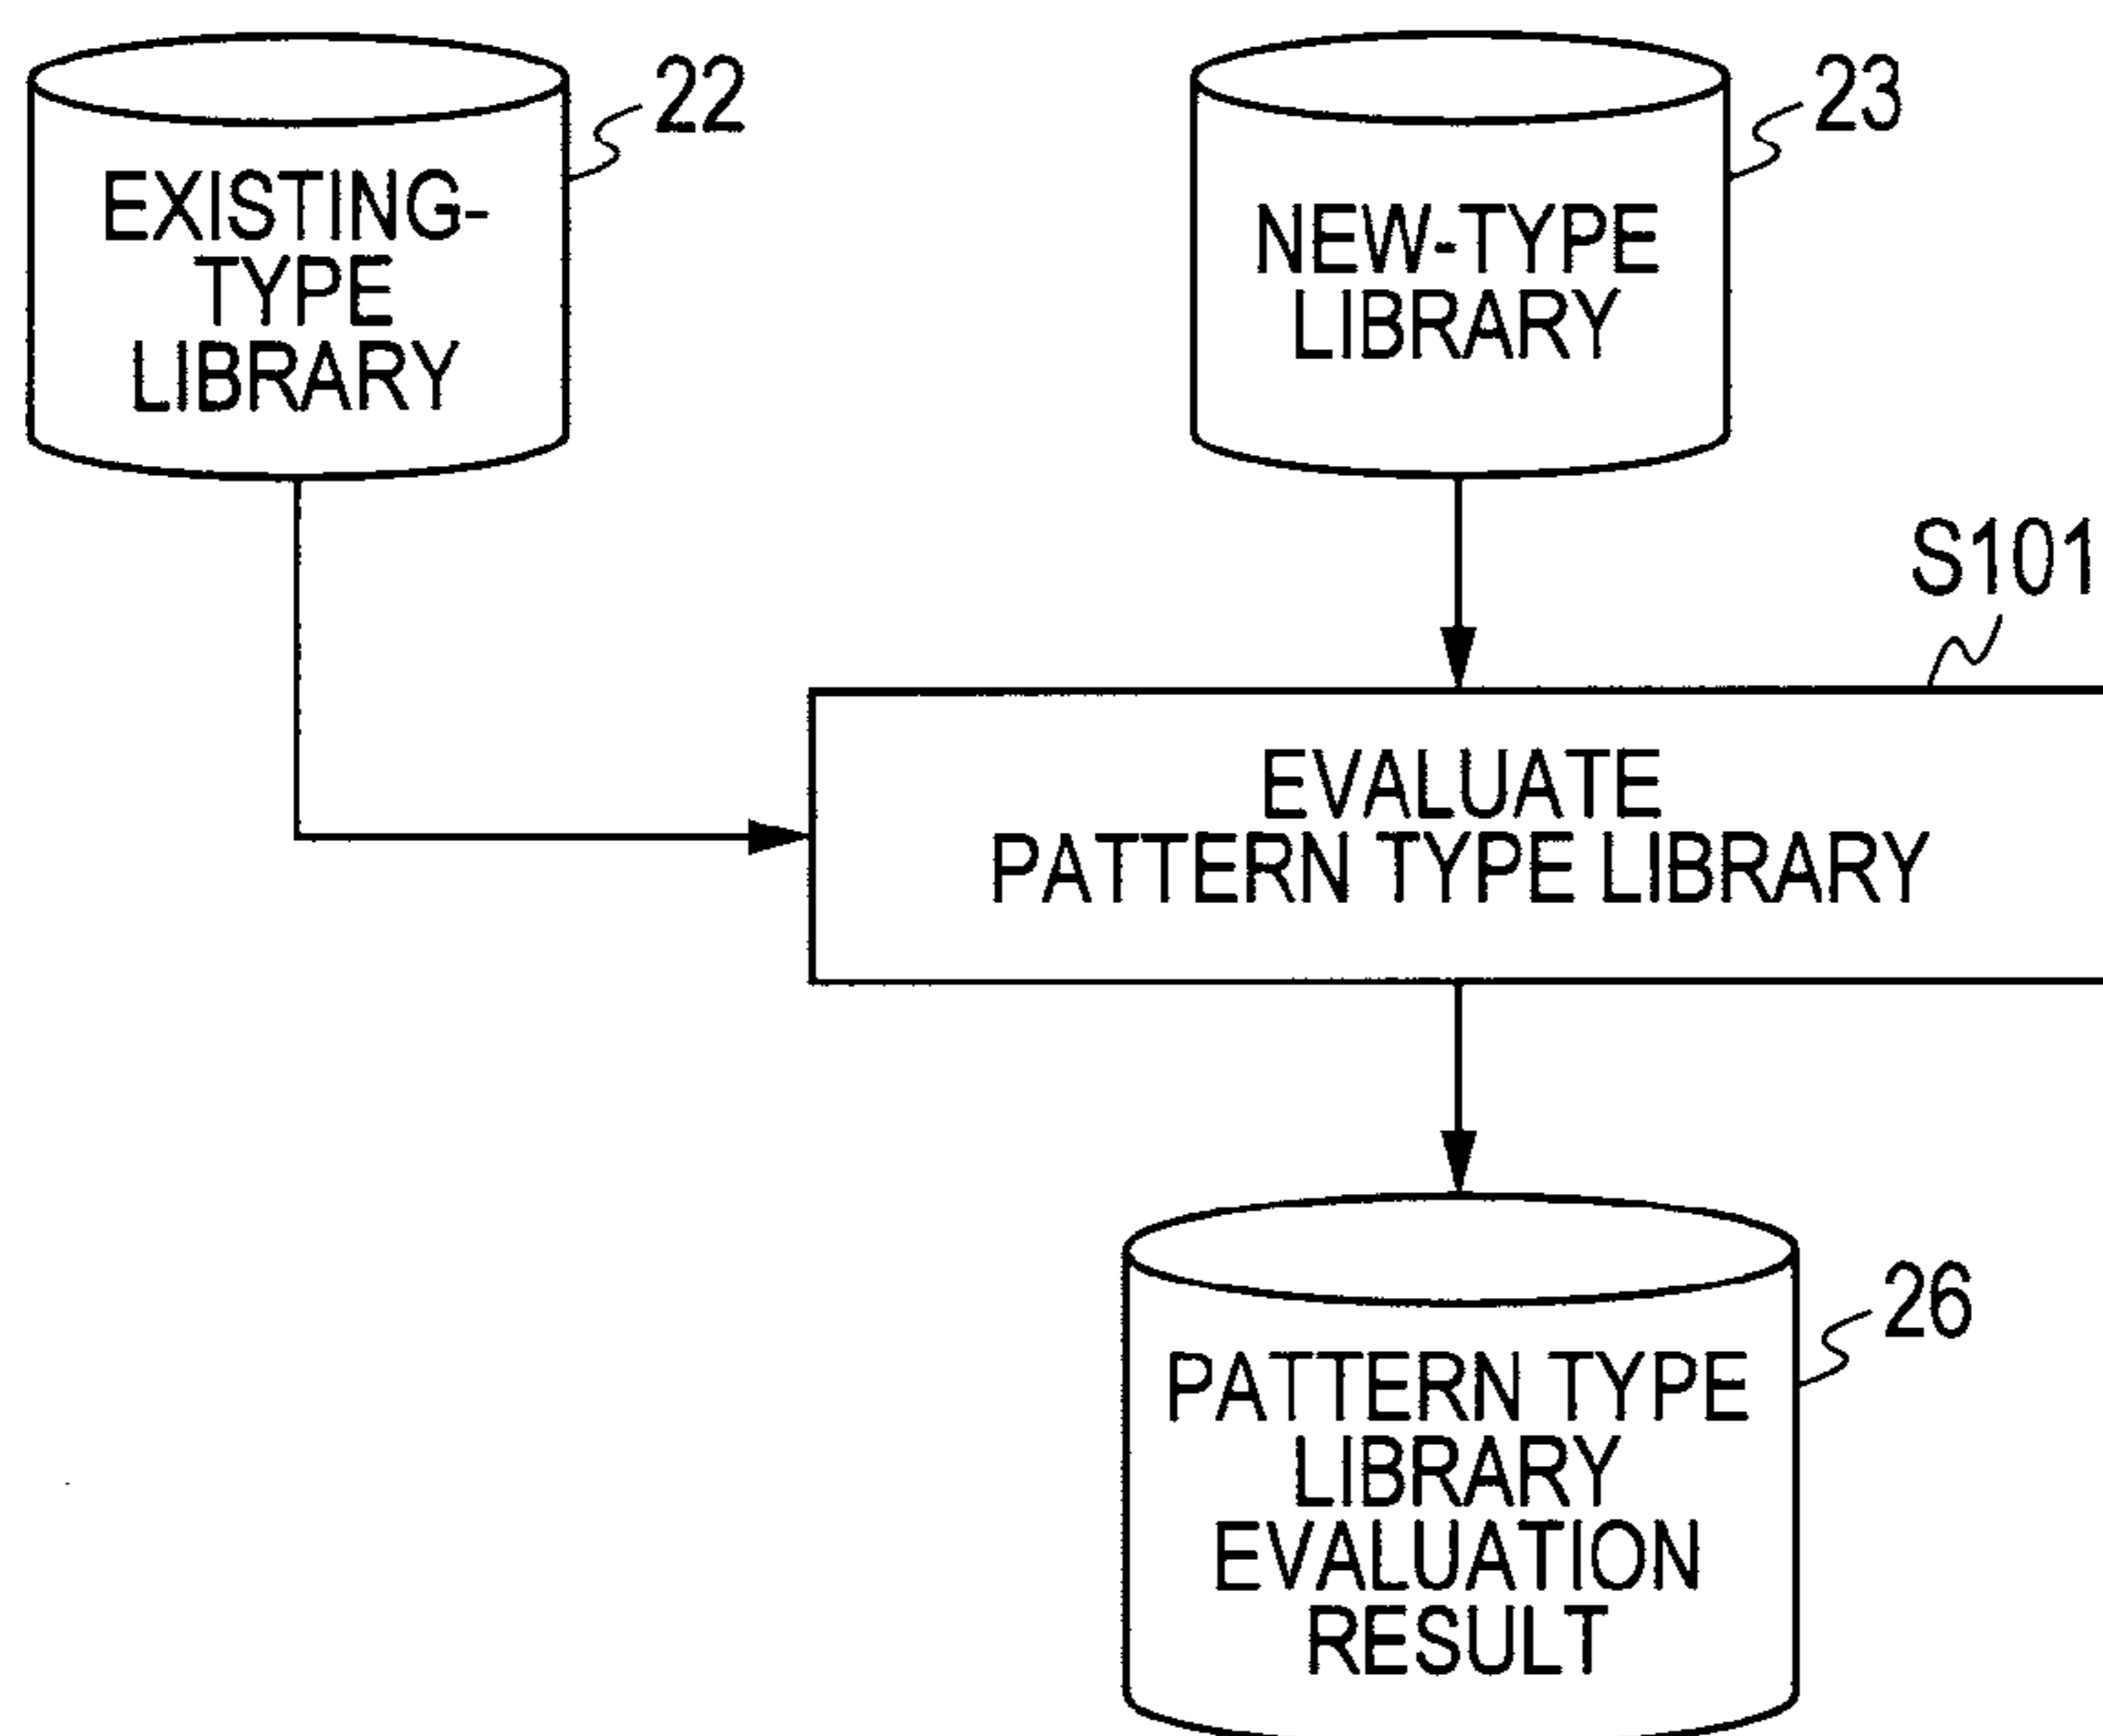 22
EXISTING-
TYPE
LIBRARY
23
NEW-TYPE
LIBRARY
S101
EVALUATE
PATTERN TYPE LIBRARY
26
PATTERN TYPE
LIBRARY
EVALUATION
RESULT